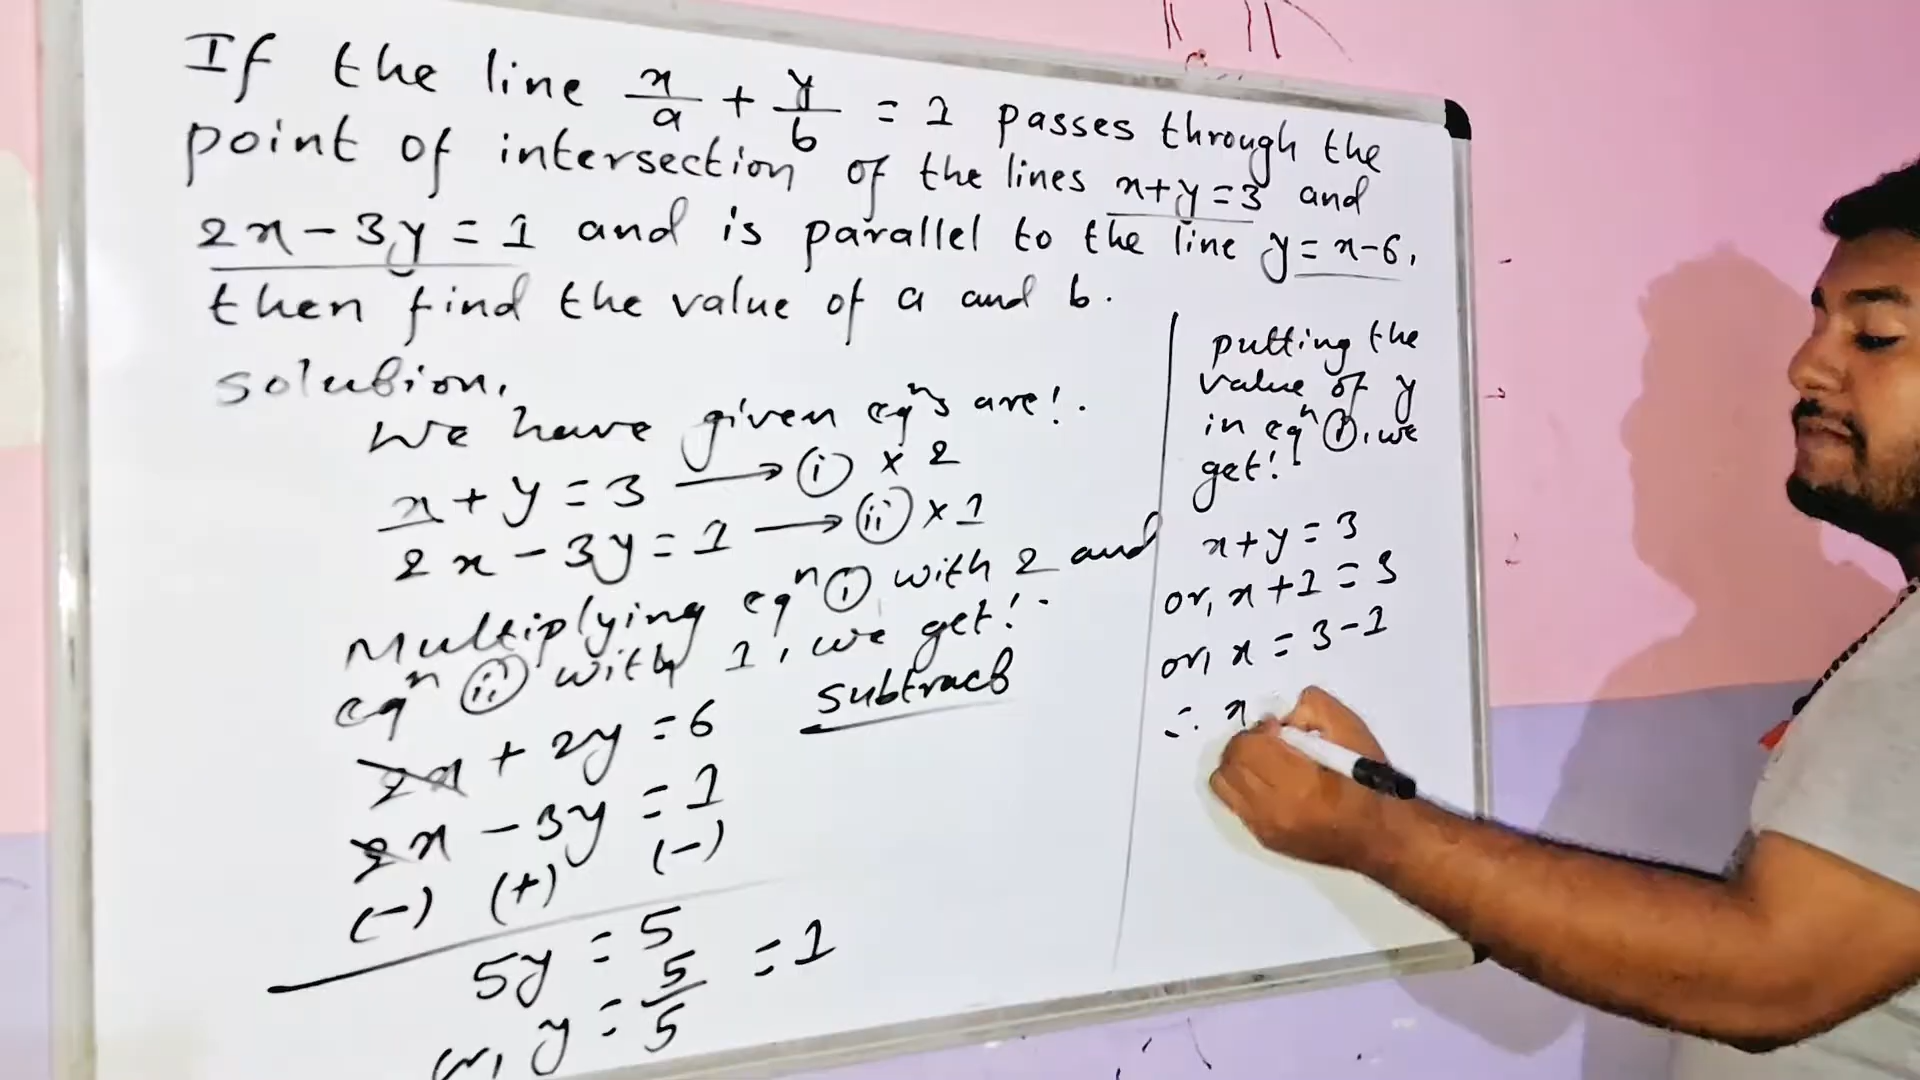 If the line x/a + y/b = 1 passes through the
point of intersection of the lines x+y=3 and
2x-3y=1 and is parallel to the line y=x-6,
then find the value of a and b.
solution,
We have given eqⁿs are!.
x+y=3 → (i) × 2
2x-3y=1 → (ii) × 1
Multiplying eqⁿ (i) with 2 and
eqⁿ (ii) with 1, we get!-
subtract
2x + 2y = 6
2x - 3y = 1
(-) (+) (-)
5y = 5
or, y = 5/5 = 1
putting the
value of y
in eqⁿ (i), we
get!-
x+y=3
or, x+1=3
or, x=3-1
∴ x